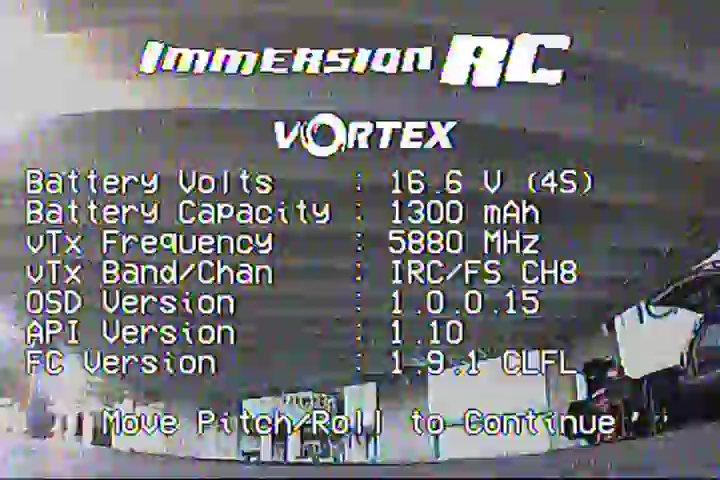 ImmersionRC
VORTEX
Battery Volts : 16.6 V (4S)
Battery Capacity : 1300 mAh
vTx Frequency : 5880 MHz
vTx Band/Chan : IRC/FS CH8
OSD Version : 1.0.0.15
API Version : 1.10
FC Version : 1.9.1 CLFL
Move Pitch/Roll to Continue